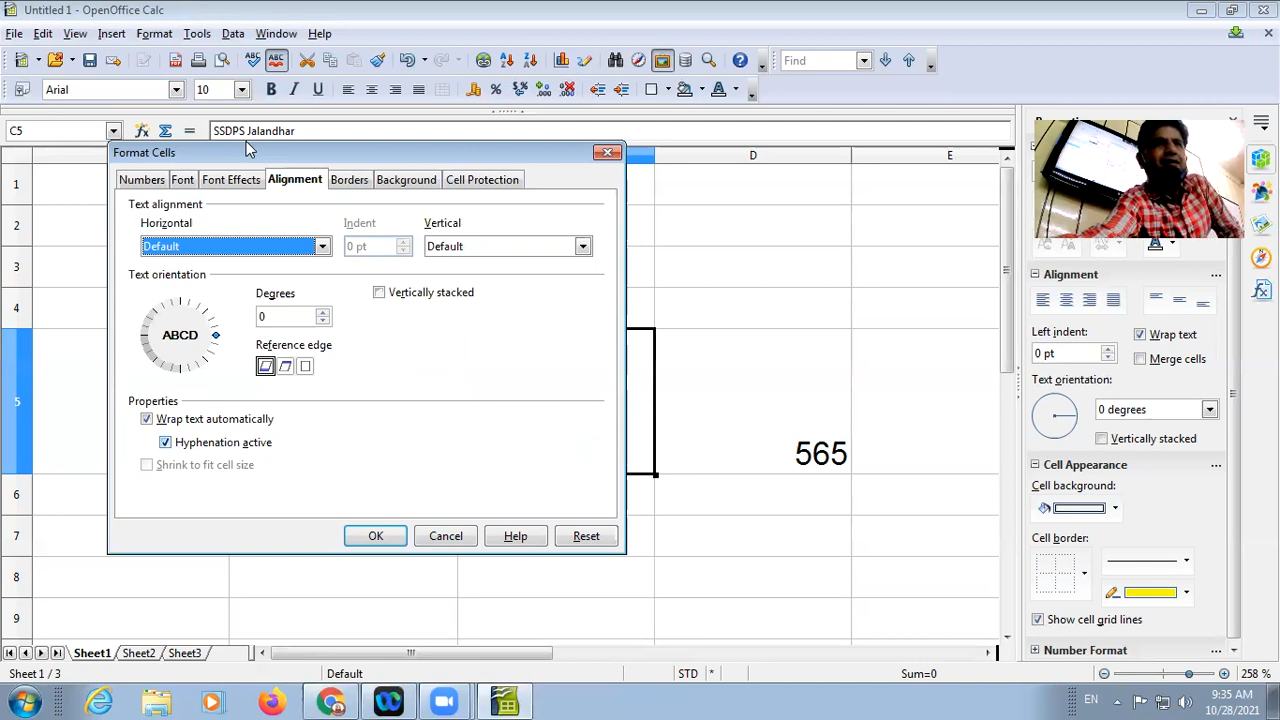 Untitled 1 - OpenOffice Calc
File Edit View Insert Format Tools Data Window Help
Find
Arial 10
C5 SSDPS Jalandhar
Format Cells
Numbers Font Font Effects Alignment Borders Background Cell Protection
Text alignment
Horizontal Indent Vertical
Default 0 pt Default
Text orientation
Degrees Vertically stacked
0
ABCD
Reference edge
Properties
Wrap text automatically
Hyphenation active
Shrink to fit cell size
OK Cancel Help Reset
D E
1
2
3
4
5
6
7
8
9
565
Alignment
Left indent: Wrap text
0 pt Merge cells
Text orientation:
0 degrees
Vertically stacked
Cell Appearance
Cell background:
Cell border:
Show cell grid lines
Number Format
Sheet1 Sheet2 Sheet3
Sheet 1 / 3 Default STD * Sum=0 258 %
EN 9:35 AM
10/28/2021